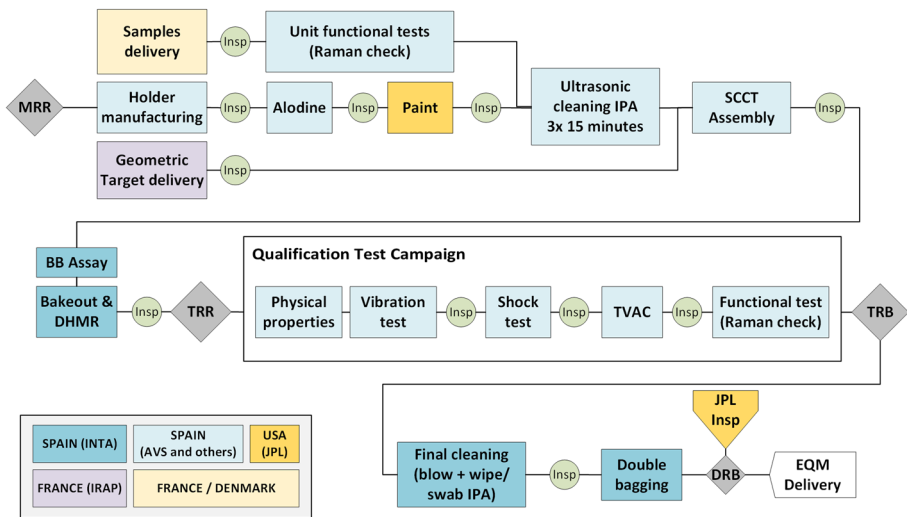 Samples
delivery
Insp
Unit functional tests
(Raman check)
MRR
Holder
manufacturing
Insp
Alodine
Insp
Paint
Insp
Ultrasonic
cleaning IPA
3x 15 minutes
SCCT
Assembly
Insp
Geometric
Target delivery
Insp
BB Assay
Bakeout &
DHMR
Insp
TRR
Qualification Test Campaign
Physical
properties
Vibration
test
Insp
Shock
test
Insp
TVAC
Insp
Functional test
(Raman check)
TRB
Final cleaning
(blow + wipe/
swab IPA)
Insp
Double
bagging
JPL
Insp
DRB
EQM
Delivery
SPAIN (INTA)
SPAIN
(AVS and others)
USA
(JPL)
FRANCE (IRAP)
FRANCE / DENMARK